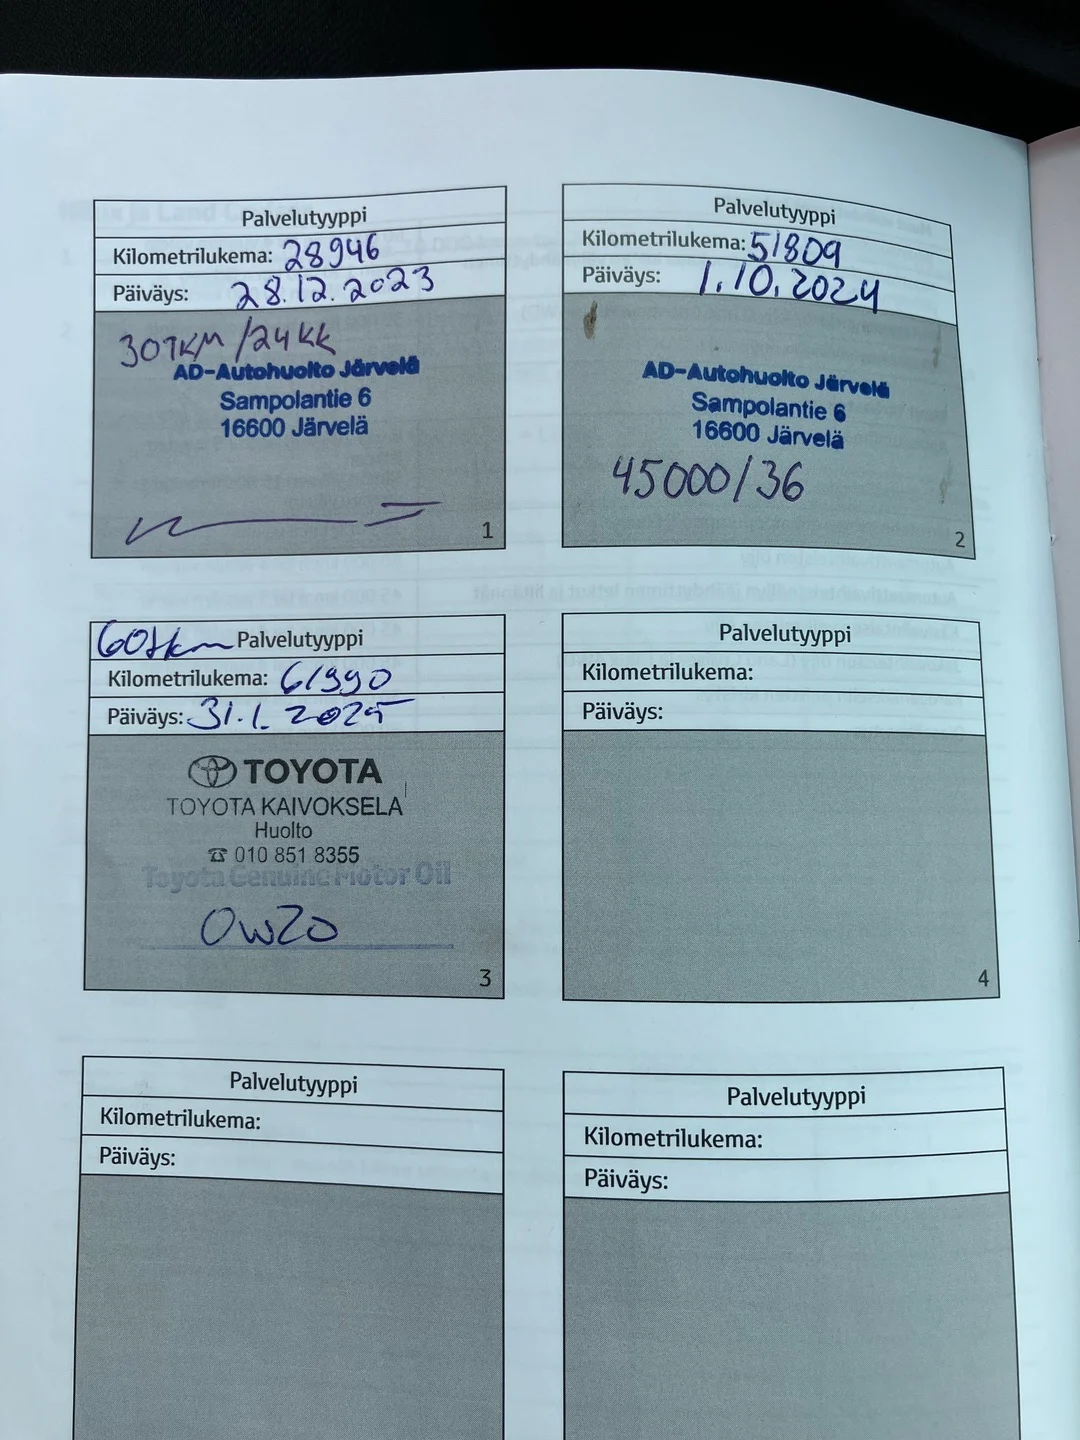 Palvelutyyppi
Kilometrilukema: 28946
Päiväys: 28.12.2023
30TKM/24KK
AD-Autohuolto Järvelä
Sampolantie 6
16600 Järvelä
1
Palvelutyyppi
Kilometrilukema: 51809
Päiväys: 1.10.2024
AD-Autohuolto Järvelä
Sampolantie 6
16600 Järvelä
45000/36
2
60tkm Palvelutyyppi
Kilometrilukema: 61990
Päiväys: 31.1.2025
TOYOTA
TOYOTA KAIVOKSELA
Huolto
☎ 010 851 8355
Toyota Genuine Motor Oil
0W20
3
Palvelutyyppi
Kilometrilukema:
Päiväys:
4
Palvelutyyppi
Kilometrilukema:
Päiväys:
Palvelutyyppi
Kilometrilukema:
Päiväys: